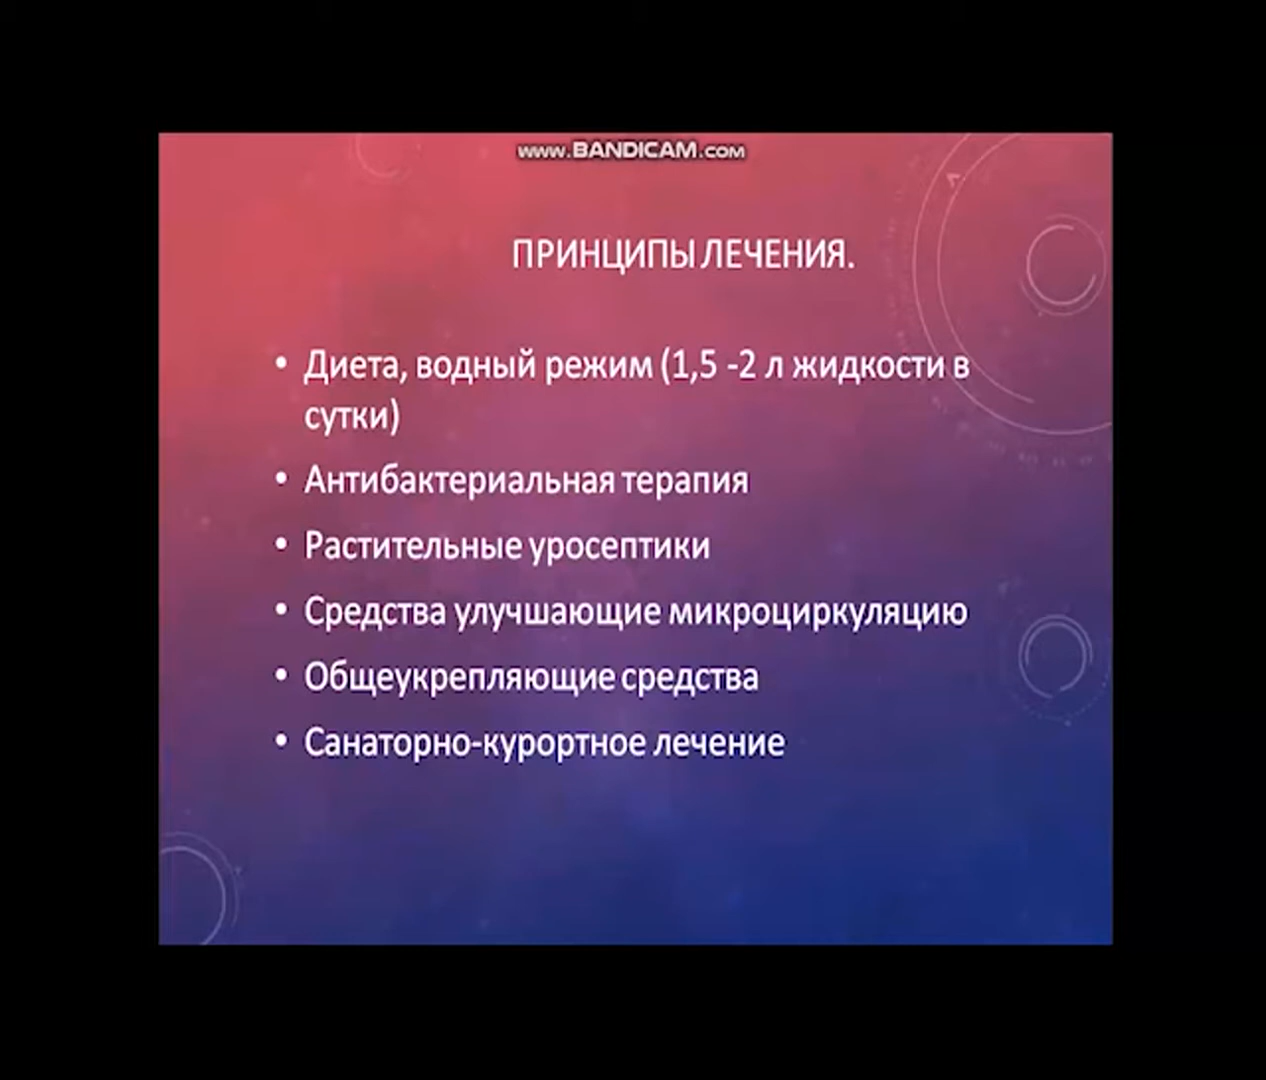 www.BANDICAM.COM
ПРИНЦИПЫ ЛЕЧЕНИЯ.
• Диета, водный режим (1,5 -2 л жидкости в
сутки)
• Антибактериальная терапия
• Растительные уросептики
• Средства улучшающие микроциркуляцию
• Общеукрепляющие средства
• Санаторно-курортное лечение